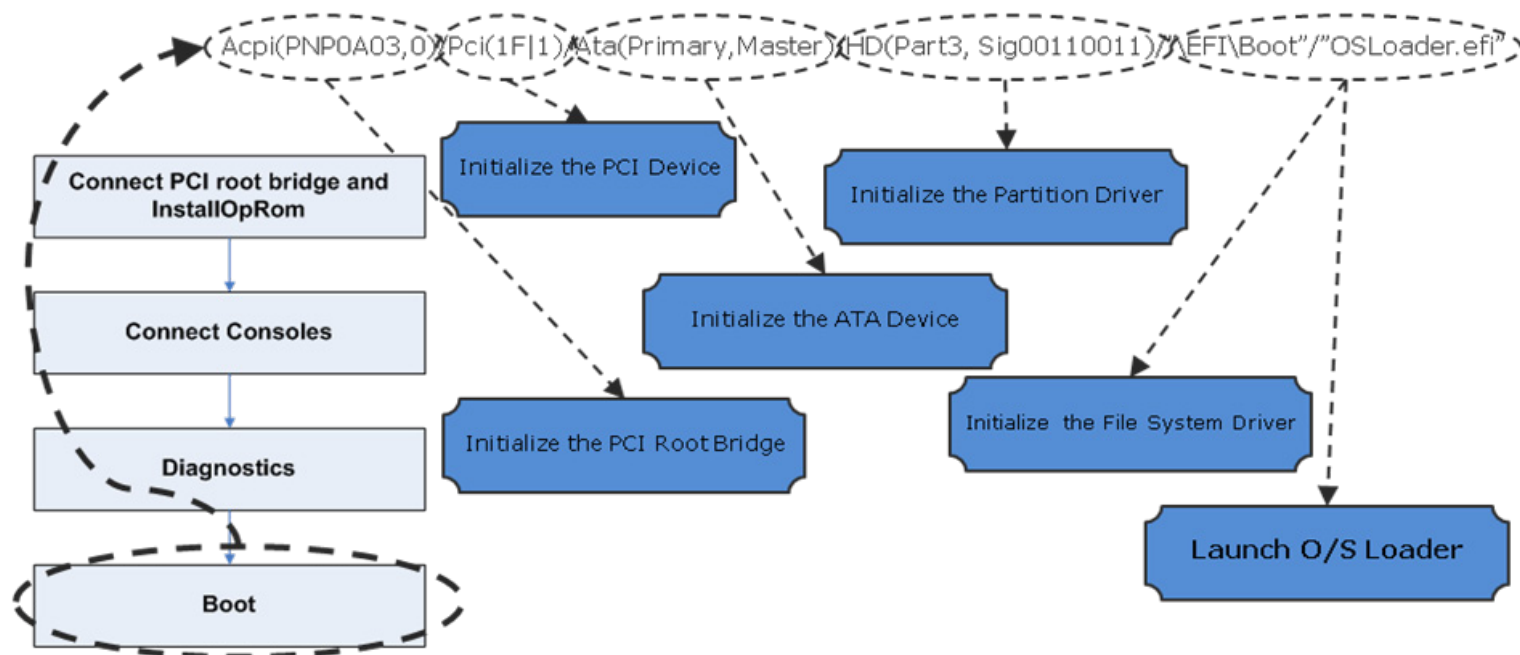 Acpi(PNP0A03,0)/Pci(1F|1)/Ata(Primary,Master)/HD(Part3, Sig00110011)/"\EFI\Boot"/"OSLoader.efi"
Connect PCI root bridge and
InstallOpRom
Connect Consoles
Diagnostics
Boot
Initialize the PCI Device
Initialize the Partition Driver
Initialize the ATA Device
Initialize the PCI Root Bridge
Initialize the File System Driver
Launch O/S Loader